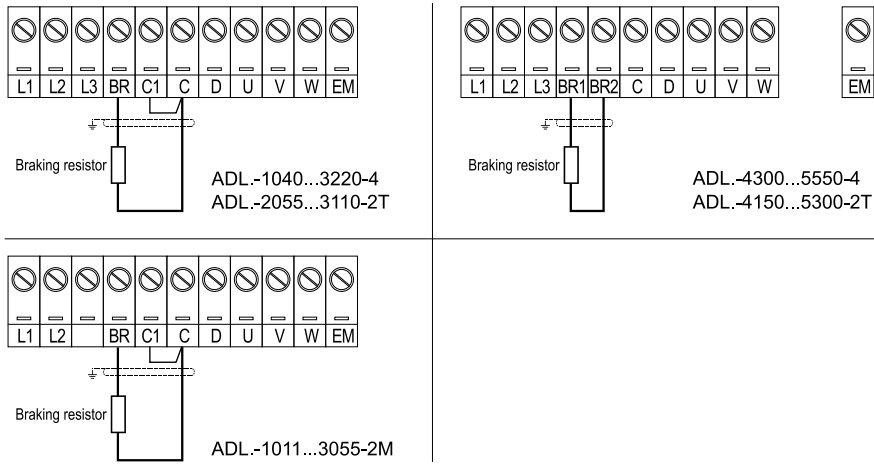 L1 L2 L3 BR C1 C D U V W EM
Braking resistor
ADL.-1040...3220-4
ADL.-2055...3110-2T
L1 L2 L3 BR1 BR2 C D U V W EM
Braking resistor
ADL.-4300...5550-4
ADL.-4150...5300-2T
L1 L2 BR C1 C D U V W EM
Braking resistor
ADL.-1011...3055-2M